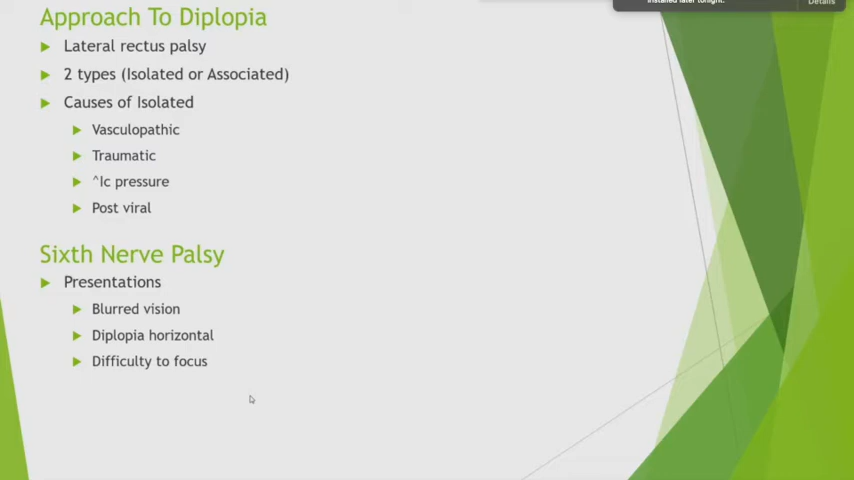 installed later tonight.
Details
Approach To Diplopia
Lateral rectus palsy
2 types (Isolated or Associated)
Causes of Isolated
Vasculopathic
Traumatic
^Ic pressure
Post viral
Sixth Nerve Palsy
Presentations
Blurred vision
Diplopia horizontal
Difficulty to focus